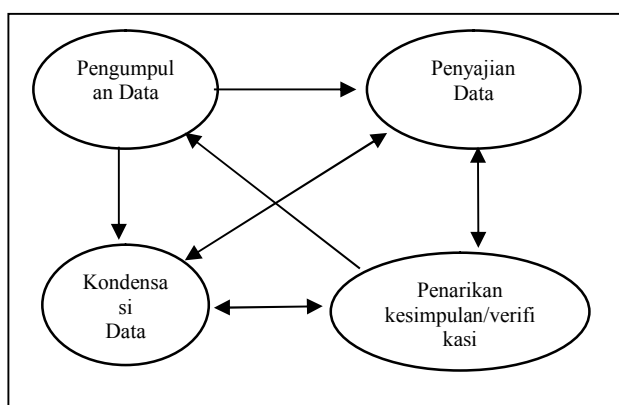 Pengumpul
an Data
Penyajian
Data
Kondensa
si
Data
Penarikan
kesimpulan/verifi
kasi